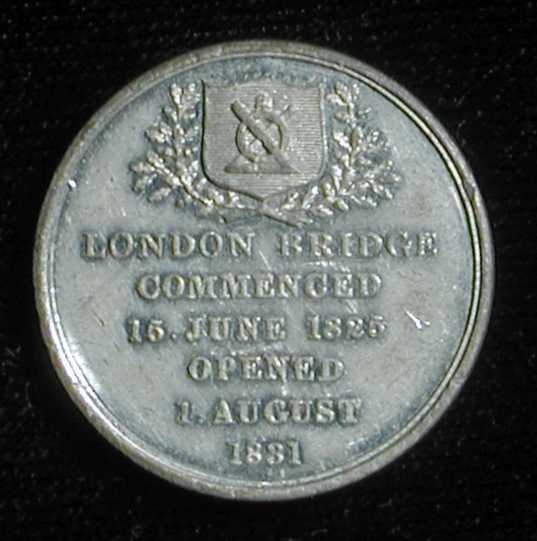 LONDON BRIDGE
COMMENCED
15. JUNE 1825
OPENED
1. AUGUST
1831